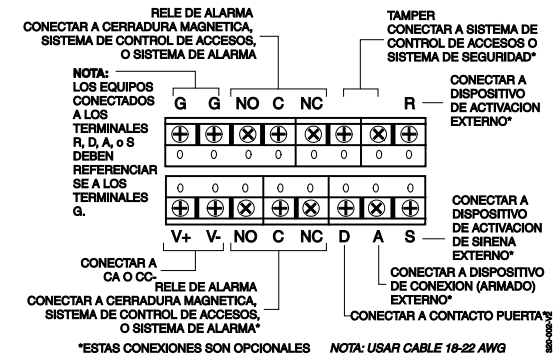 RELE DE ALARMA
CONECTAR A CERRADURA MAGNETICA,
SISTEMA DE CONTROL DE ACCESOS,
O SISTEMA DE ALARMA
TAMPER
CONECTAR A SISTEMA DE
CONTROL DE ACCESOS O
SISTEMA DE SEGURIDAD*
NOTA:
LOS EQUIPOS
CONECTADOS
A LOS
TERMINALES
R, D, A, o S
DEBEN
REFERENCIAR
SE A LOS
TERMINALES
G.
CONECTAR A
DISPOSITIVO
DE ACTIVACION
EXTERNO*
G G NO C NC R
0 0 0 0 0 0 0 0
0 0 0 0 0 0 0 0
V+ V- NO C NC D A S
CONECTAR A
DISPOSITIVO
DE ACTIVACION
DE SIRENA
EXTERNO*
CONECTAR A
CA O CC-
RELE DE ALARMA
CONECTAR A CERRADURA MAGNETICA,
SISTEMA DE CONTROL DE ACCESOS,
O SISTEMA DE ALARMA*
CONECTAR A DISPOSITIVO
DE CONEXION (ARMADO)
EXTERNO*
CONECTAR A CONTACTO PUERTA*
*ESTAS CONEXIONES SON OPCIONALES
NOTA: USAR CABLE 18-22 AWG